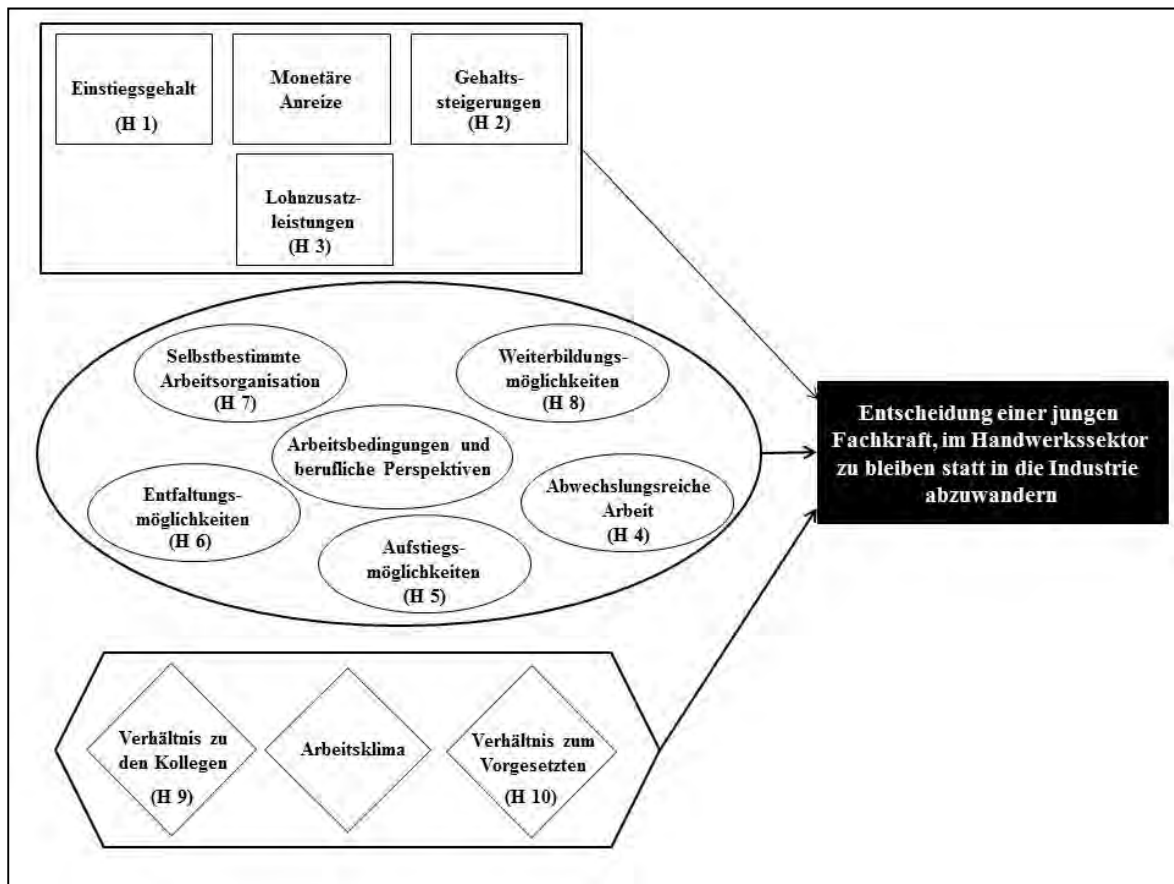 Einstiegsgehalt
(H 1)
Monetäre
Anreize
Gehalts-
steigerungen
(H 2)
Lohnzusatz-
leistungen
(H 3)
Selbstbestimmte
Arbeitsorganisation
(H 7)
Weiterbildungs-
möglichkeiten
(H 8)
Arbeitsbedingungen und
berufliche Perspektiven
Entfaltungs-
möglichkeiten
(H 6)
Abwechslungsreiche
Arbeit
(H 4)
Aufstiegs-
möglichkeiten
(H 5)
Verhältnis zu
den Kollegen
(H 9)
Arbeitsklima
Verhältnis zum
Vorgesetzten
(H 10)
Entscheidung einer jungen
Fachkraft, im Handwerkssektor
zu bleiben statt in die Industrie
abzuwandern